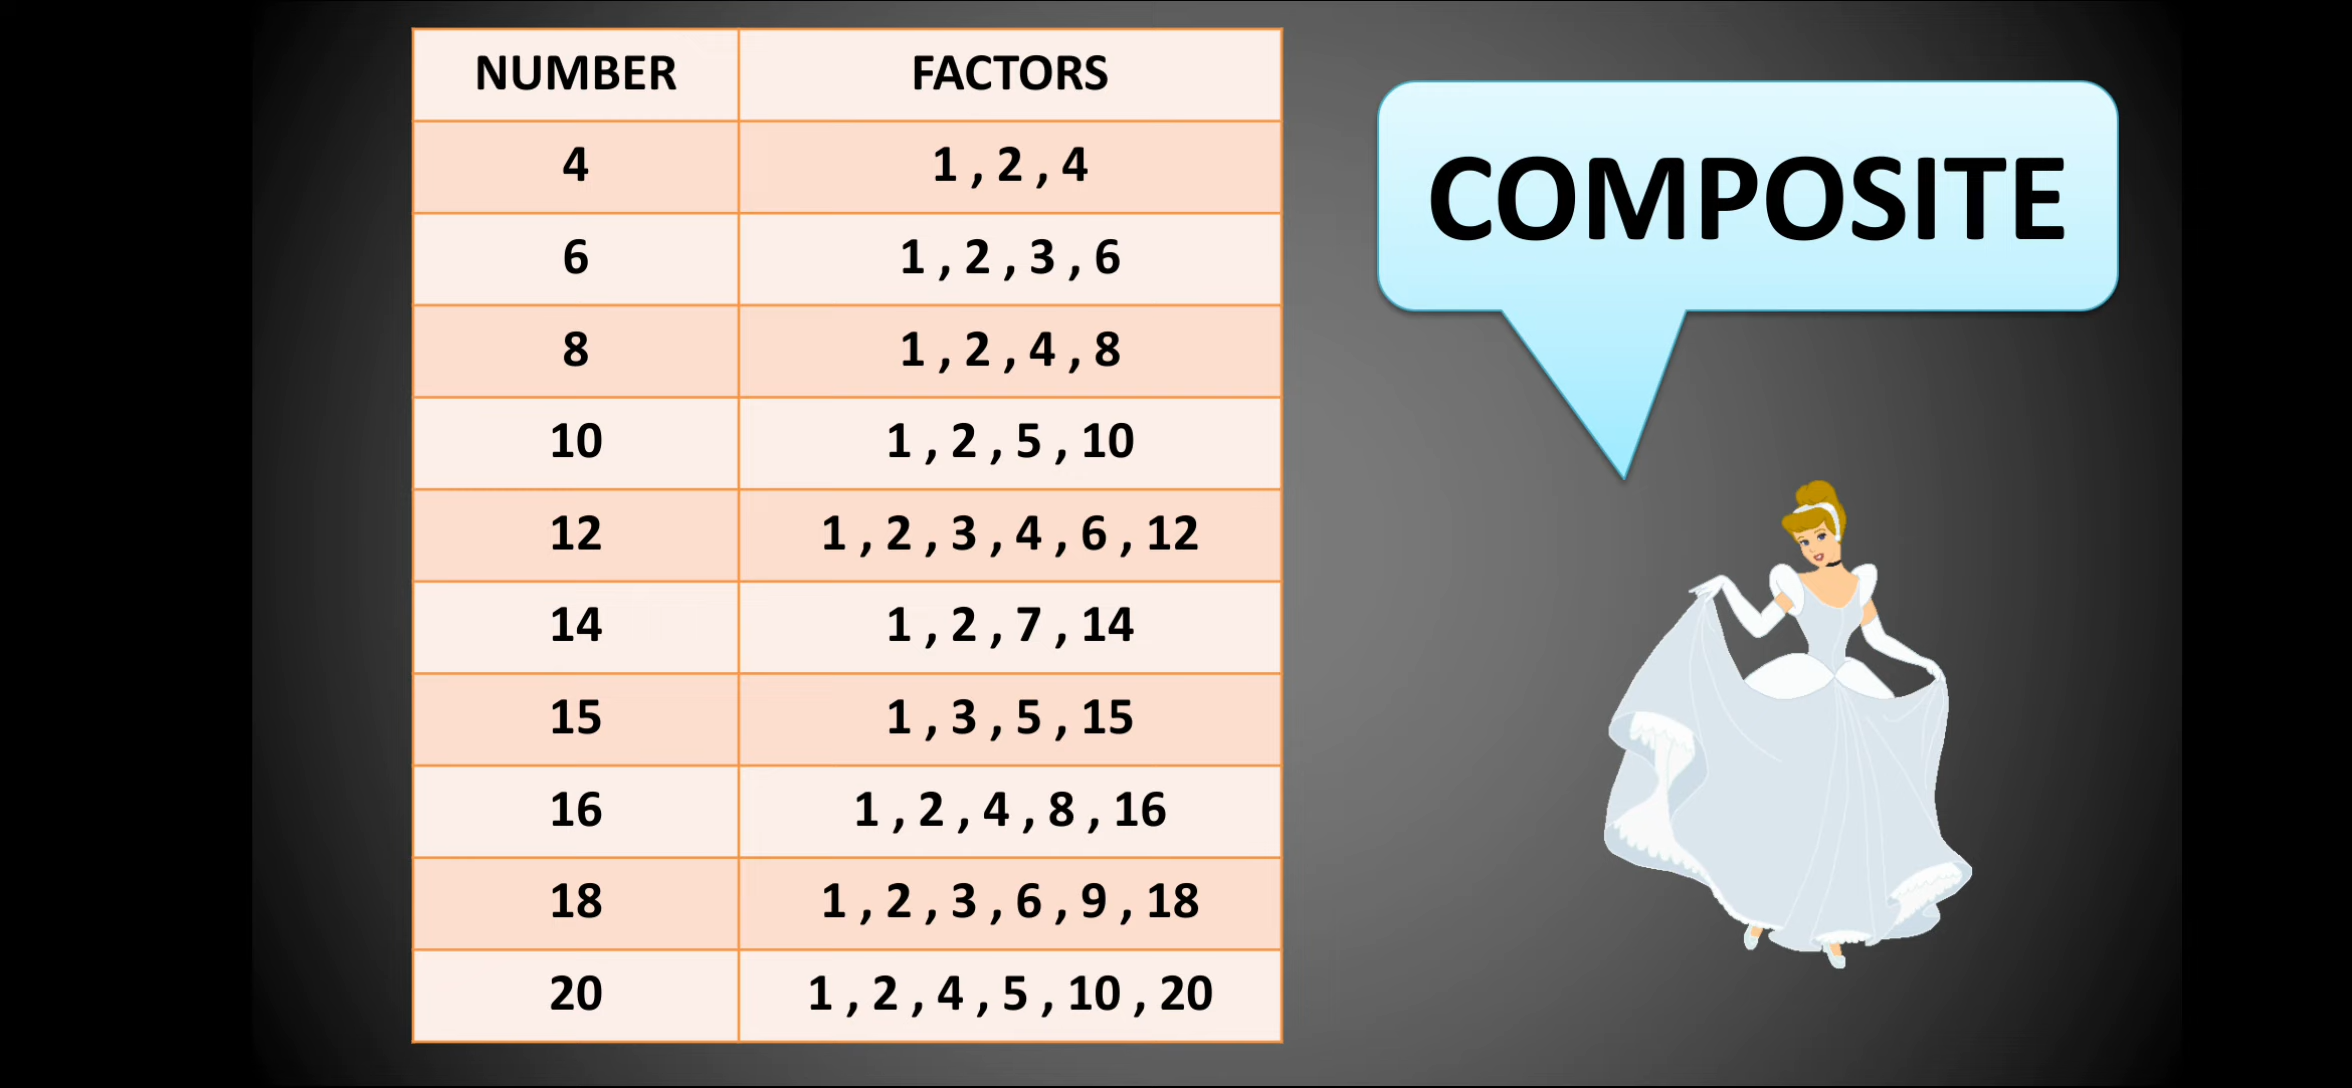 NUMBER FACTORS
4 1 , 2 , 4
6 1 , 2 , 3 , 6
8 1 , 2 , 4 , 8
10 1 , 2 , 5 , 10
12 1 , 2 , 3 , 4 , 6 , 12
14 1 , 2 , 7 , 14
15 1 , 3 , 5 , 15
16 1 , 2 , 4 , 8 , 16
18 1 , 2 , 3 , 6 , 9 , 18
20 1 , 2 , 4 , 5 , 10 , 20
COMPOSITE